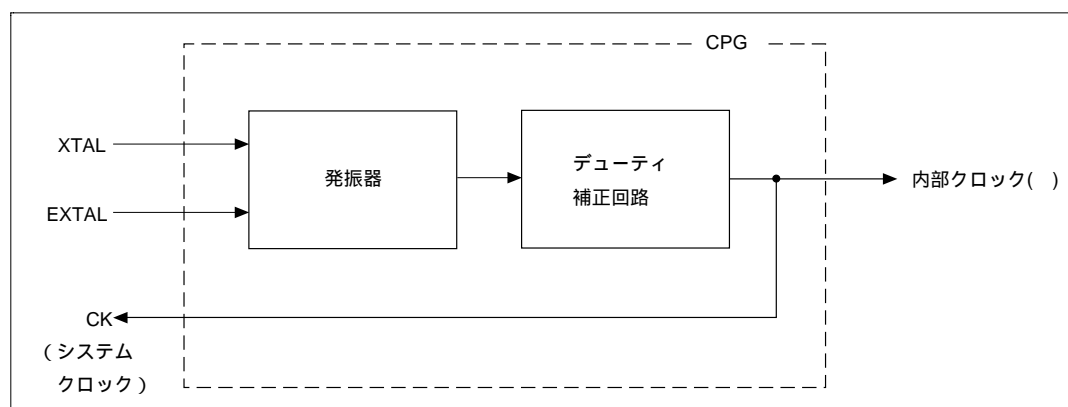 CPG
XTAL
発振器
デューティ
補正回路
内部クロック( )
EXTAL
CK
(システム
クロック)